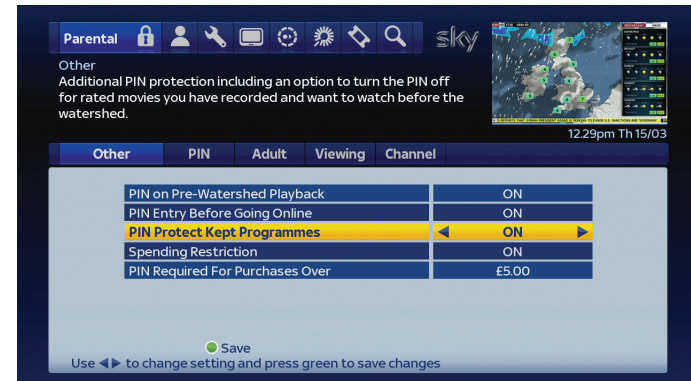 Parental
sky
Other
Additional PIN protection including an option to turn the PIN off
for rated movies you have recorded and want to watch before the
watershed.
12.29pm Th 15/03
Other PIN Adult Viewing Channel
PIN on Pre-Watershed Playback ON
PIN Entry Before Going Online ON
PIN Protect Kept Programmes ON
Spending Restriction ON
PIN Required For Purchases Over £5.00
Save
Use ◀▶ to change setting and press green to save changes